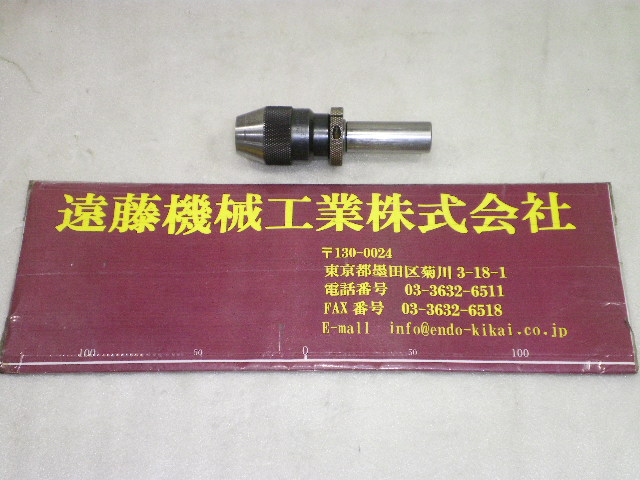 遠藤機械工業株式会社
〒130-0024
東京都墨田区菊川 3-18-1
電話番号 03-3632-6511
FAX 番号 03-3632-6518
E-mall info@endo-kikai.co.jp
100 50 0 50 100